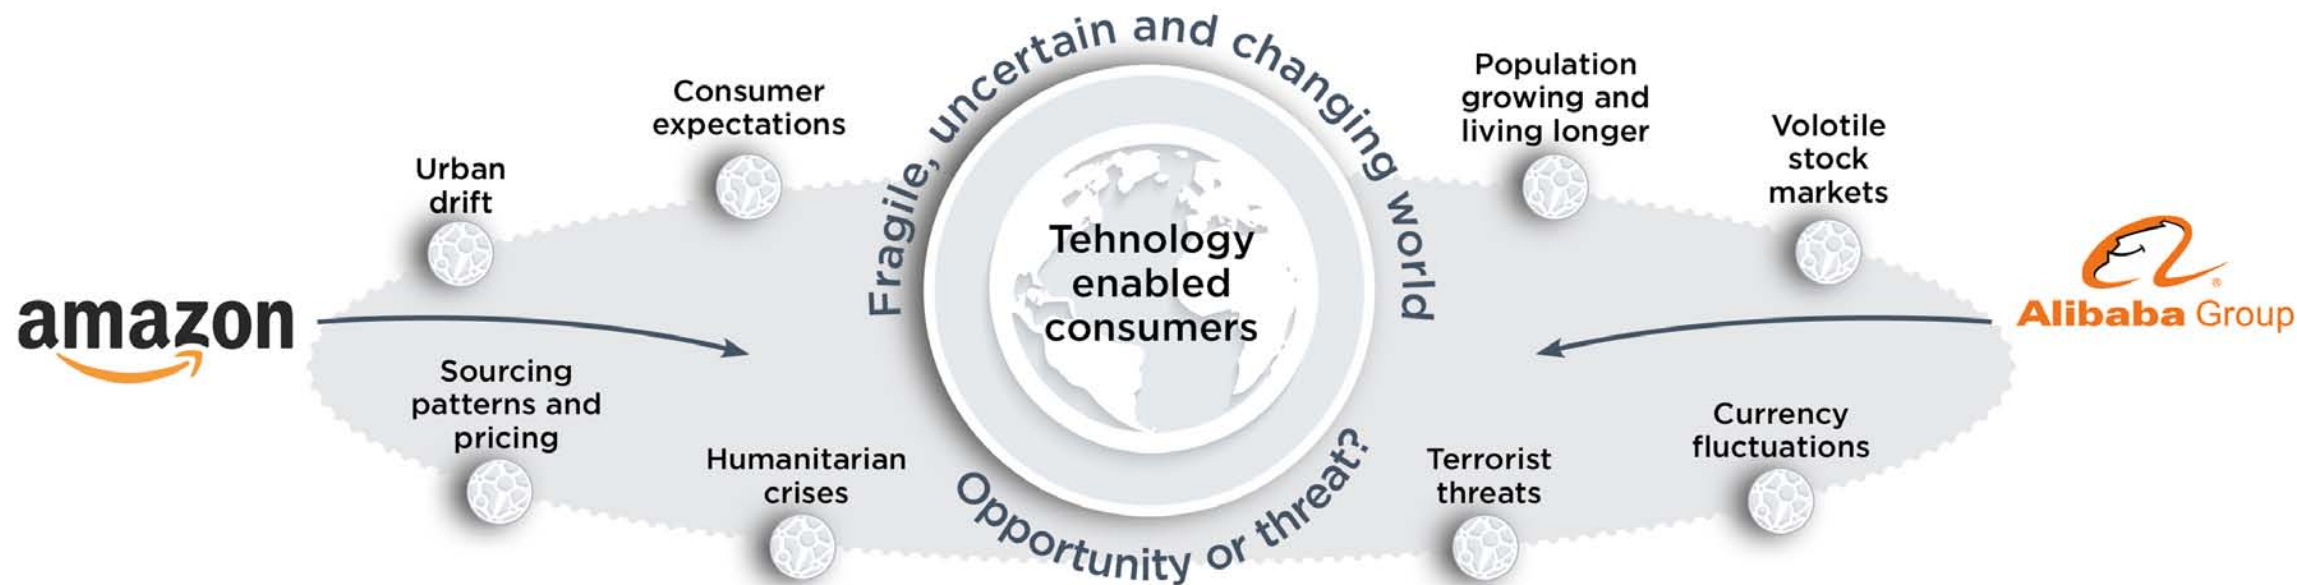 Fragile, uncertain and changing world
Consumer
expectations
Urban
drift
Population
growing and
living longer
Volotile
stock
markets
amazon
Tehnology
enabled
consumers
Alibaba Group
Sourcing
patterns and
pricing
Humanitarian
crises
Terrorist
threats
Currency
fluctuations
Opportunity or threat?